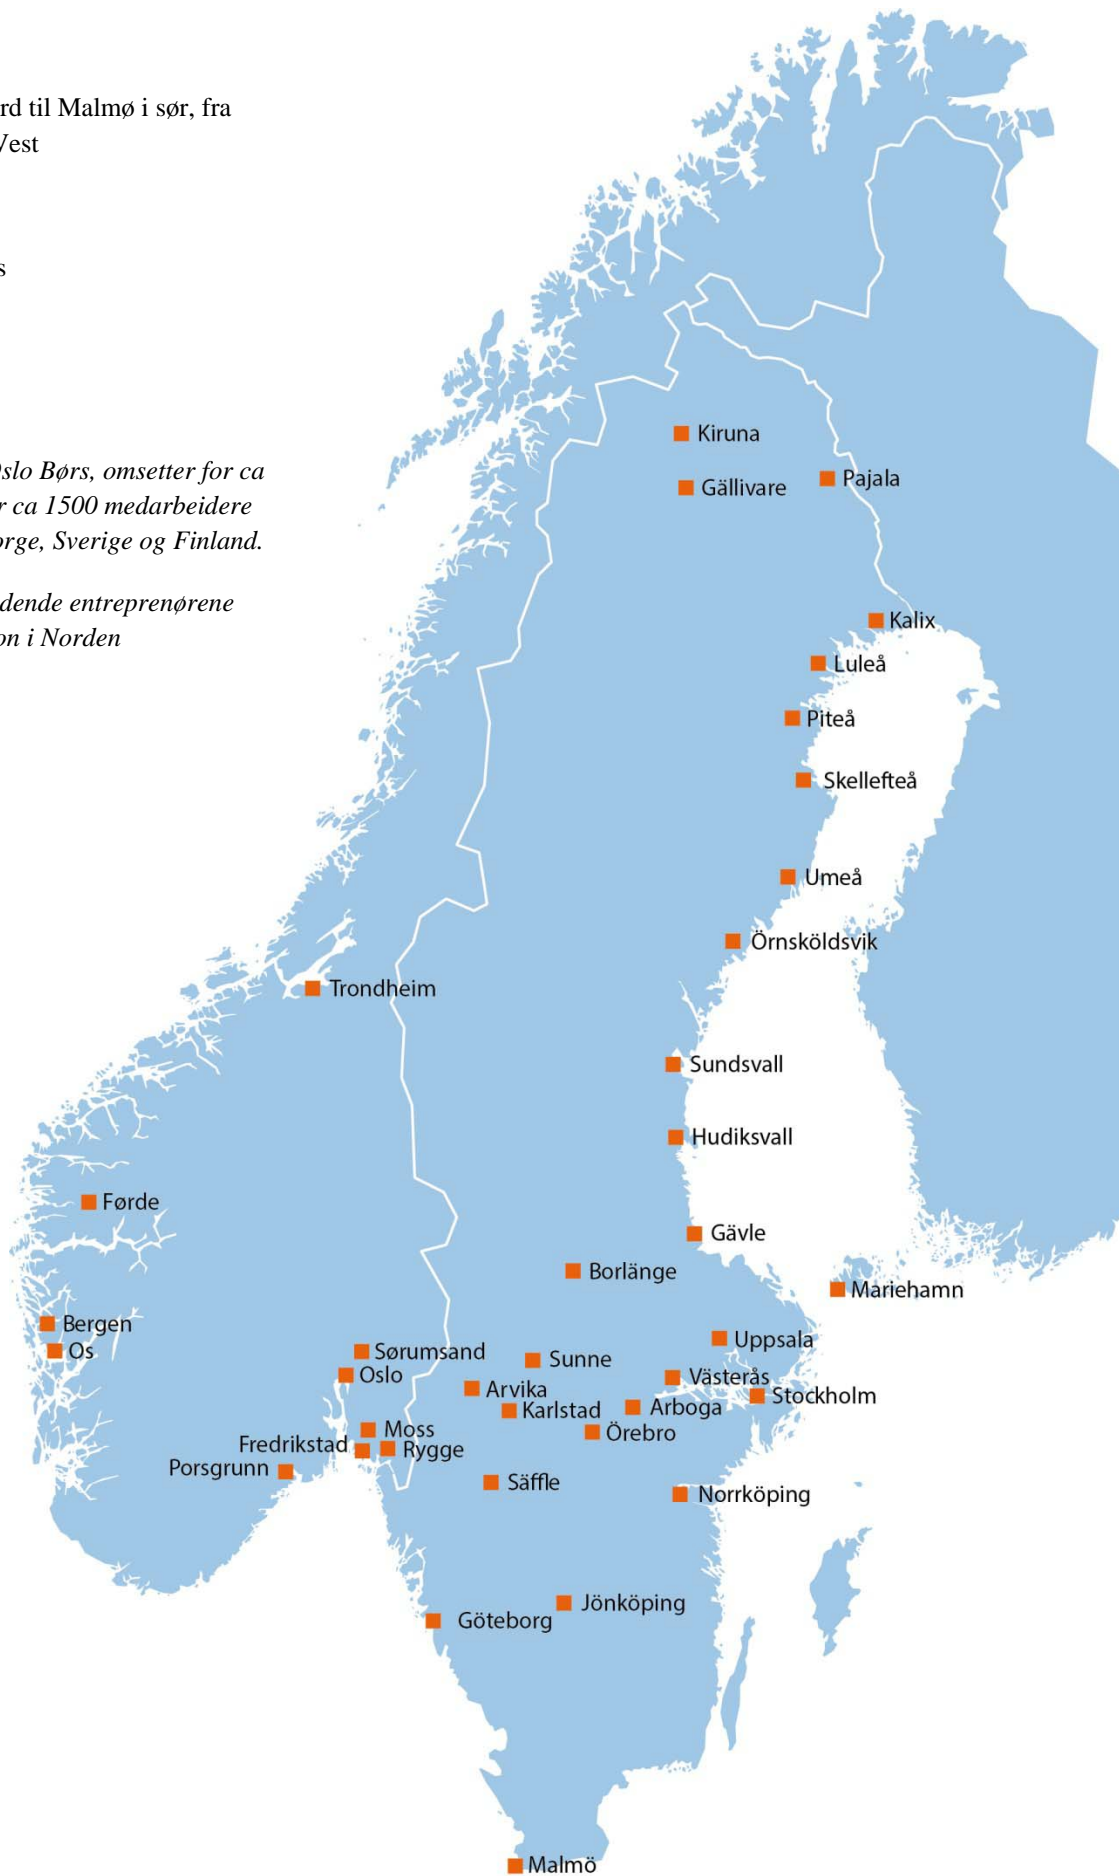 rd til Malmø i sør, fra
Vest
s
Oslo Børs, omsetter for ca
r ca 1500 medarbeidere
orge, Sverige og Finland.
dende entreprenørene
on i Norden
Kiruna
Gällivare
Pajala
Kalix
Luleå
Piteå
Skellefteå
Umeå
Örnsköldsvik
Trondheim
Sundsvall
Hudiksvall
Førde
Gävle
Borlänge
Mariehamn
Bergen
Uppsala
Os
Sørumsand
Sunne
Oslo
Västerås
Arvika
Stockholm
Karlstad
Arboga
Moss
Örebro
Fredrikstad
Rygge
Porsgrunn
Säffle
Norrköping
Jönköping
Göteborg
Malmö